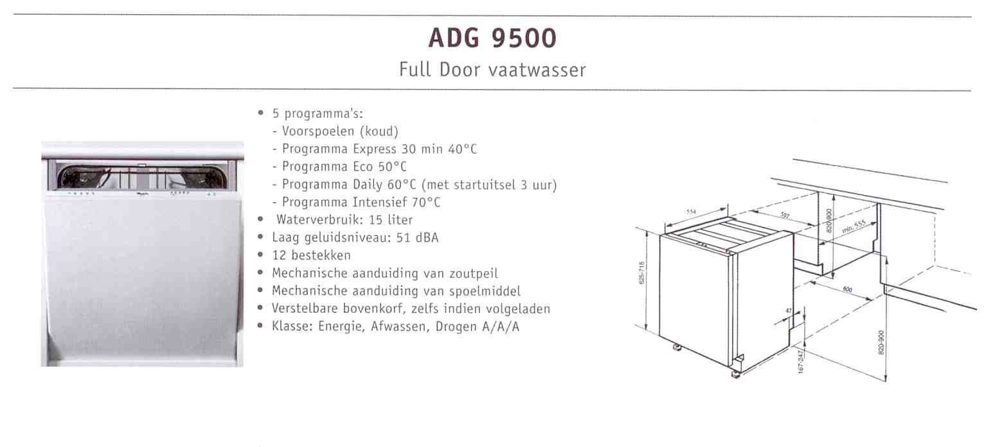 ADG 9500
Full Door vaatwasser
• 5 programma's:
- Voorspoelen (koud)
- Programma Express 30 min 40°C
- Programma Eco 50°C
- Programma Daily 60°C (met startuitsel 3 uur)
- Programma Intensief 70°C
• Waterverbruik: 15 liter
• Laag geluidsniveau: 51 dBA
• 12 bestekken
• Mechanische aanduiding van zoutpeil
• Mechanische aanduiding van spoelmiddel
• Verstelbare bovenkorf, zelfs indien volgeladen
• Klasse: Energie, Afwassen, Drogen A/A/A
554
597
820-900
min. 555
625-715
600
47
167-247
820-900